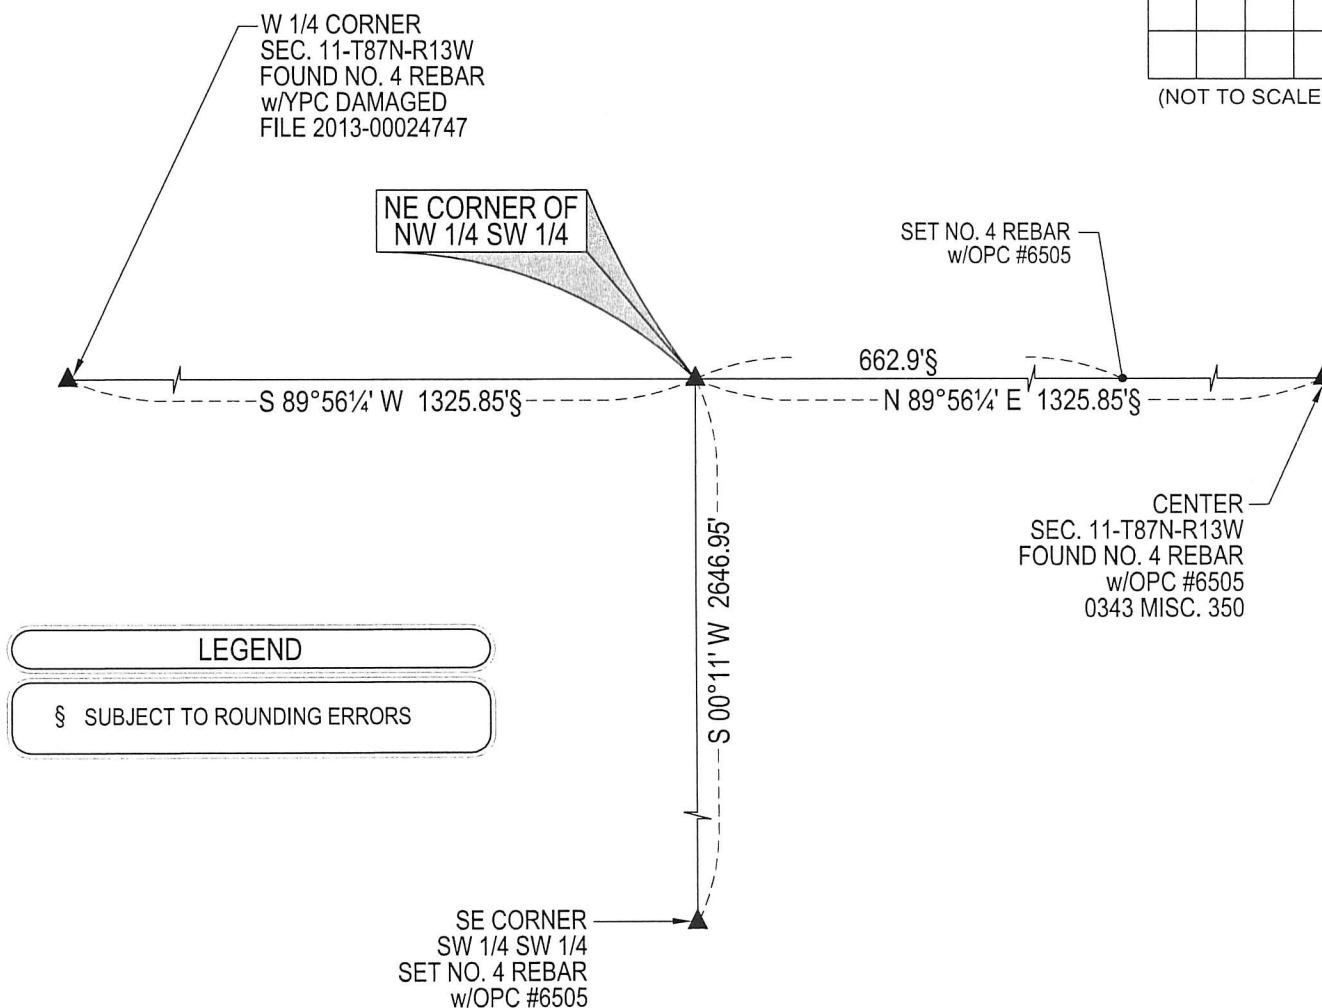 W 1/4 CORNER
SEC. 11-T87N-R13W
FOUND NO. 4 REBAR
w/YPC DAMAGED
FILE 2013-00024747
(NOT TO SCALE
NE CORNER OF
NW 1/4 SW 1/4
SET NO. 4 REBAR
w/OPC #6505
662.9'§
S 89°56¼' W 1325.85'§
N 89°56¼' E 1325.85'§
S 00°11' W 2646.95'
CENTER
SEC. 11-T87N-R13W
FOUND NO. 4 REBAR
w/OPC #6505
0343 MISC. 350
LEGEND
§ SUBJECT TO ROUNDING ERRORS
SE CORNER
SW 1/4 SW 1/4
SET NO. 4 REBAR
w/OPC #6505